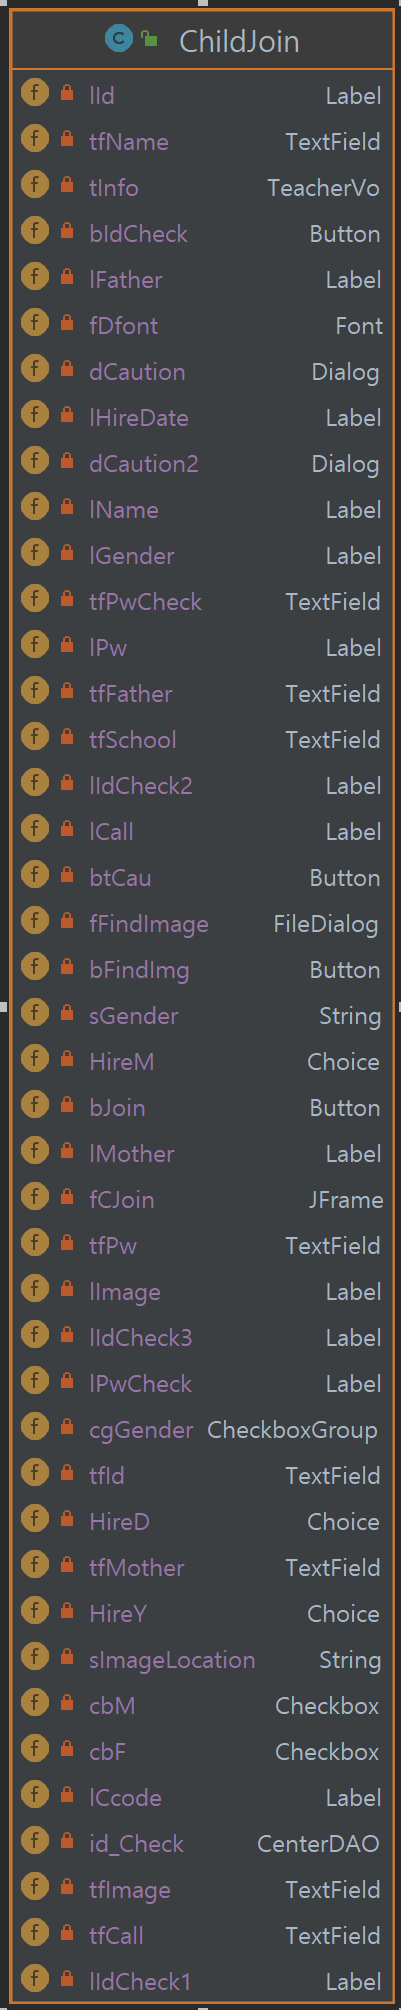 C ChildJoin
f lId Label
f tfName TextField
f tInfo TeacherVo
f bIdCheck Button
f lFather Label
f fDfont Font
f dCaution Dialog
f lHireDate Label
f dCaution2 Dialog
f lName Label
f lGender Label
f tfPwCheck TextField
f lPw Label
f tfFather TextField
f tfSchool TextField
f lIdCheck2 Label
f lCall Label
f btCau Button
f fFindImage FileDialog
f bFindImg Button
f sGender String
f HireM Choice
f bJoin Button
f lMother Label
f fCJoin JFrame
f tfPw TextField
f lImage Label
f lIdCheck3 Label
f lPwCheck Label
f cgGender CheckboxGroup
f tfId TextField
f HireD Choice
f tfMother TextField
f HireY Choice
f sImageLocation String
f cbM Checkbox
f cbF Checkbox
f lCcode Label
f id_Check CenterDAO
f tfImage TextField
f tfCall TextField
f lIdCheck1 Label